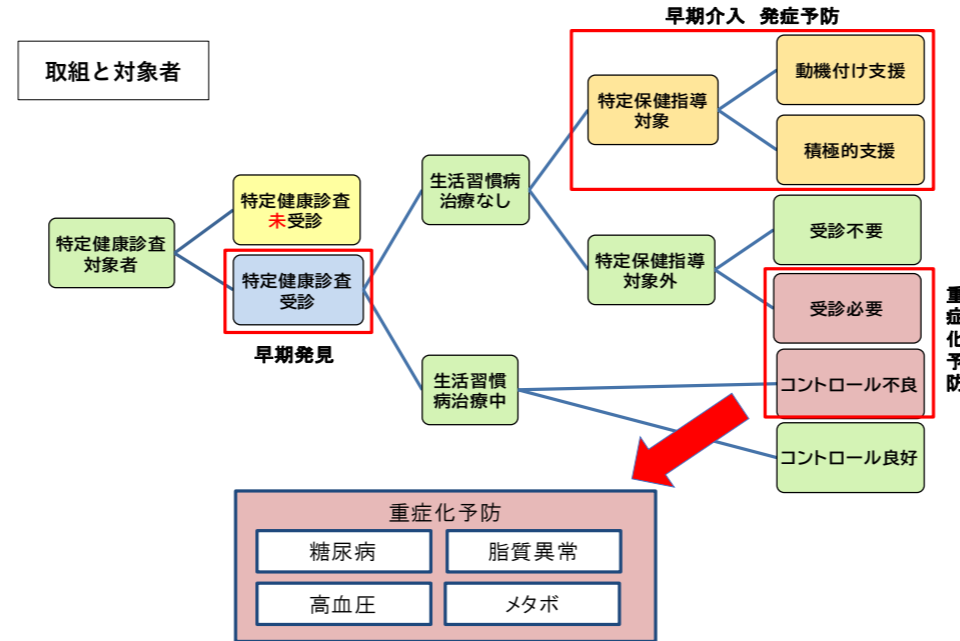 早期介入 発症予防
取組と対象者
動機付け支援
特定保健指導
対象
積極的支援
生活習慣病
治療なし
特定健康診査
未受診
特定健康診査
対象者
特定健康診査
受診
早期発見
受診不要
特定保健指導
対象外
受診必要
重症化予防
生活習慣
病治療中
コントロール不良
コントロール良好
重症化予防
糖尿病
脂質異常
高血圧
メタボ